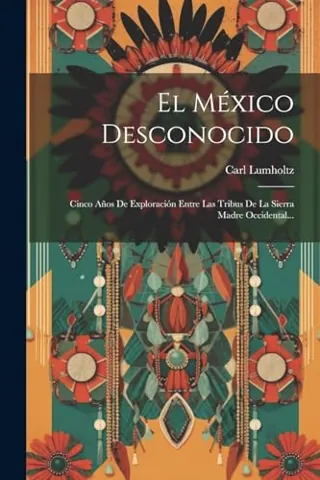 El México
Desconocido
Carl Lumholtz
Cinco Años De Exploración Entre Las Tribus De La Sierra
Madre Occidental...